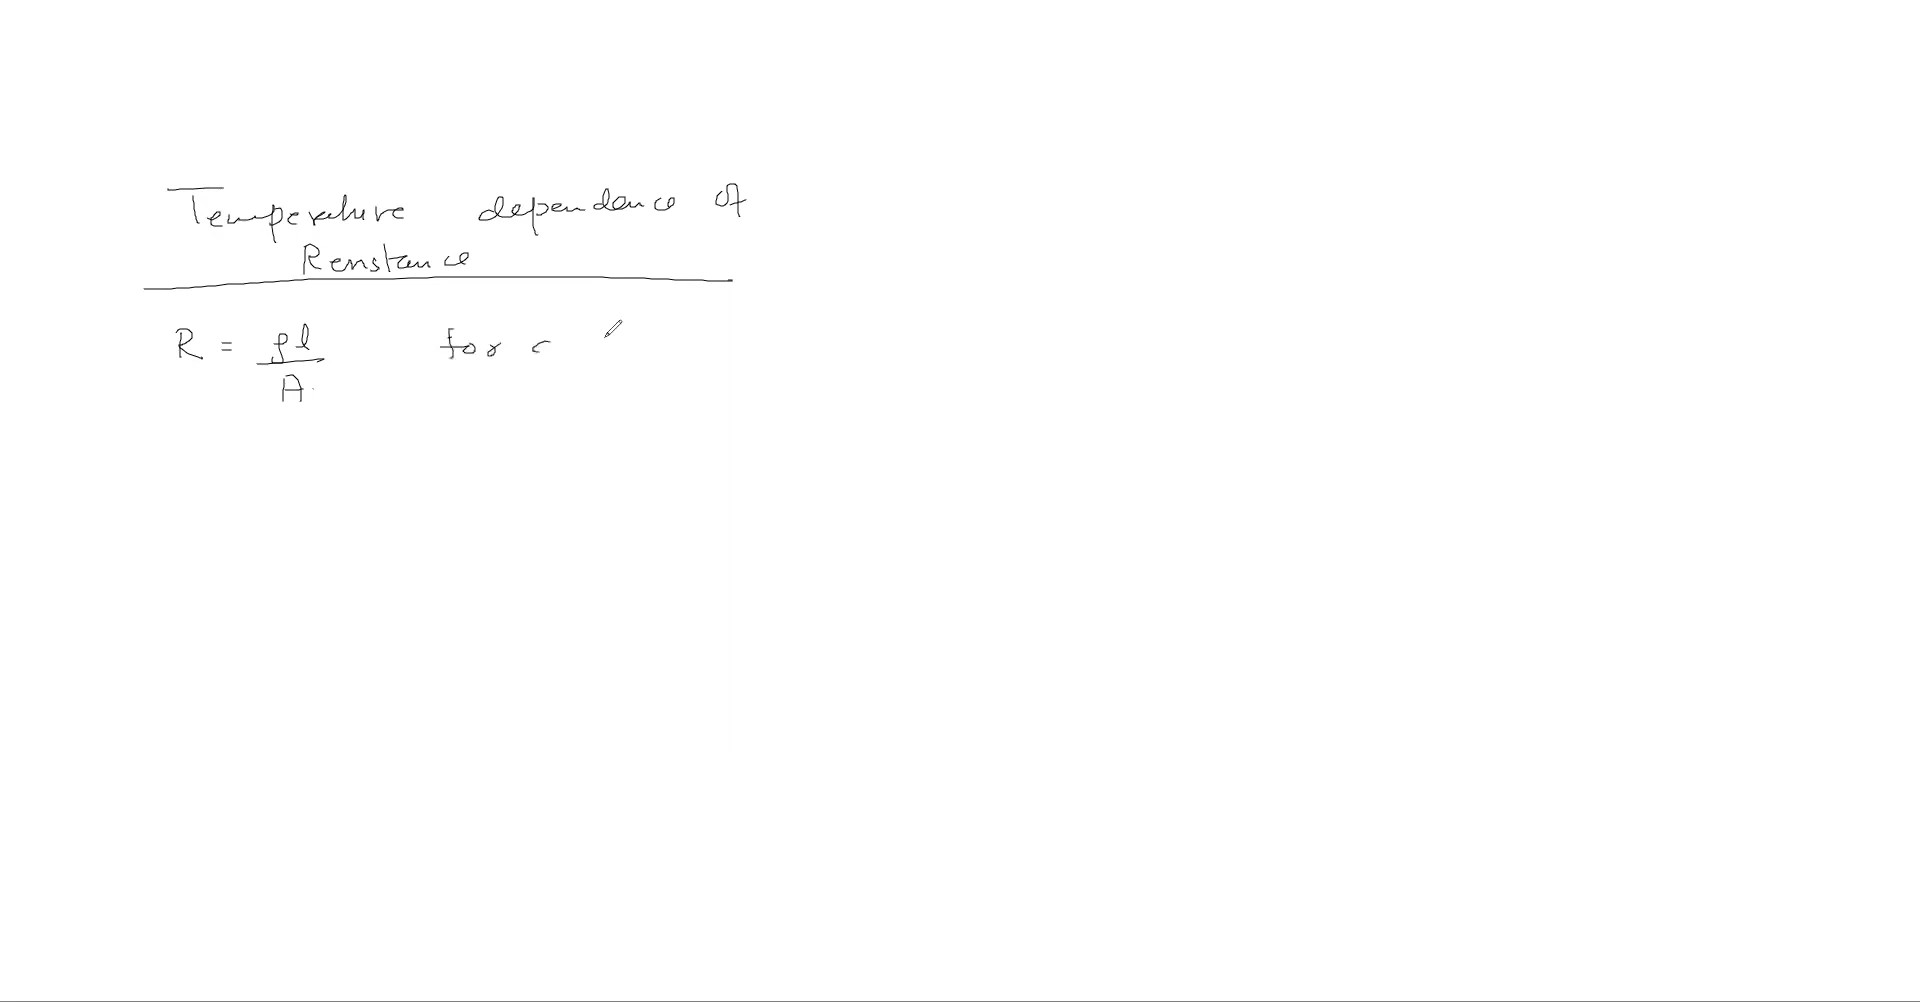 Temperature dependence of
Resistance
R = ρl / A.
for c